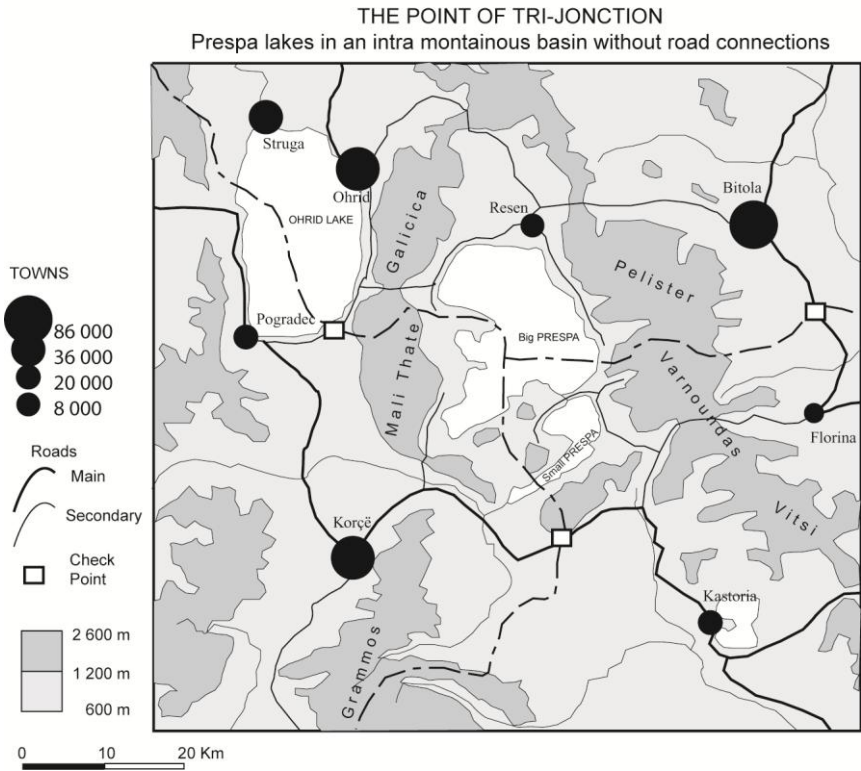 THE POINT OF TRI-JONCTION
Prespa lakes in an intra montainous basin without road connections
Struga
Ohrid
OHRID LAKE
Galicica
Resen
Bitola
Pelister
TOWNS
86 000
36 000
20 000
8 000
Pogradec
Big PRESPA
Mali Thate
Varnoundas
Florina
Small PRESPA
Vitsi
Roads
Main
Secondary
Check
Point
Korçë
Kastoria
Grammos
2 600 m
1 200 m
600 m
0 10 20 Km